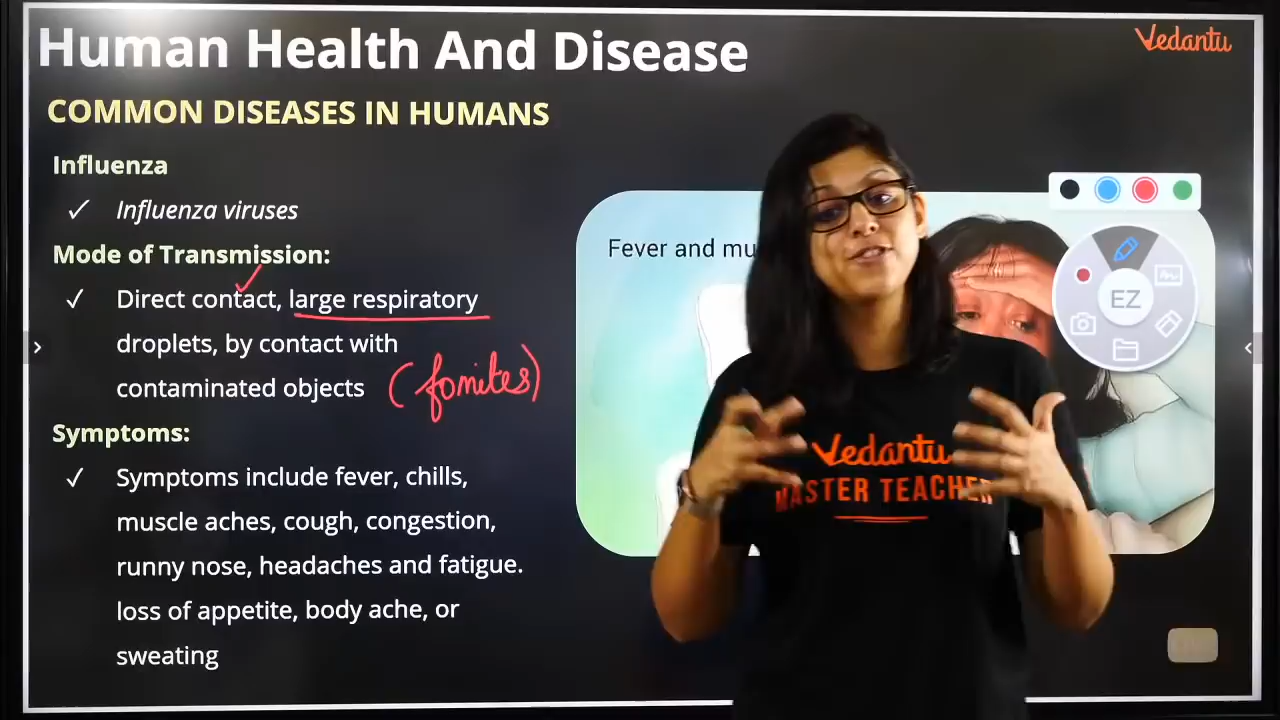 Human Health And Disease
Vedantu
COMMON DISEASES IN HUMANS
Influenza
✓ Influenza viruses
Mode of Transmission:
✓ Direct contact, large respiratory
droplets, by contact with
contaminated objects (fomites)
Symptoms:
✓ Symptoms include fever, chills,
muscle aches, cough, congestion,
runny nose, headaches and fatigue.
loss of appetite, body ache, or
sweating
Fever and
EZ
Vedantu
MASTER TEACHER